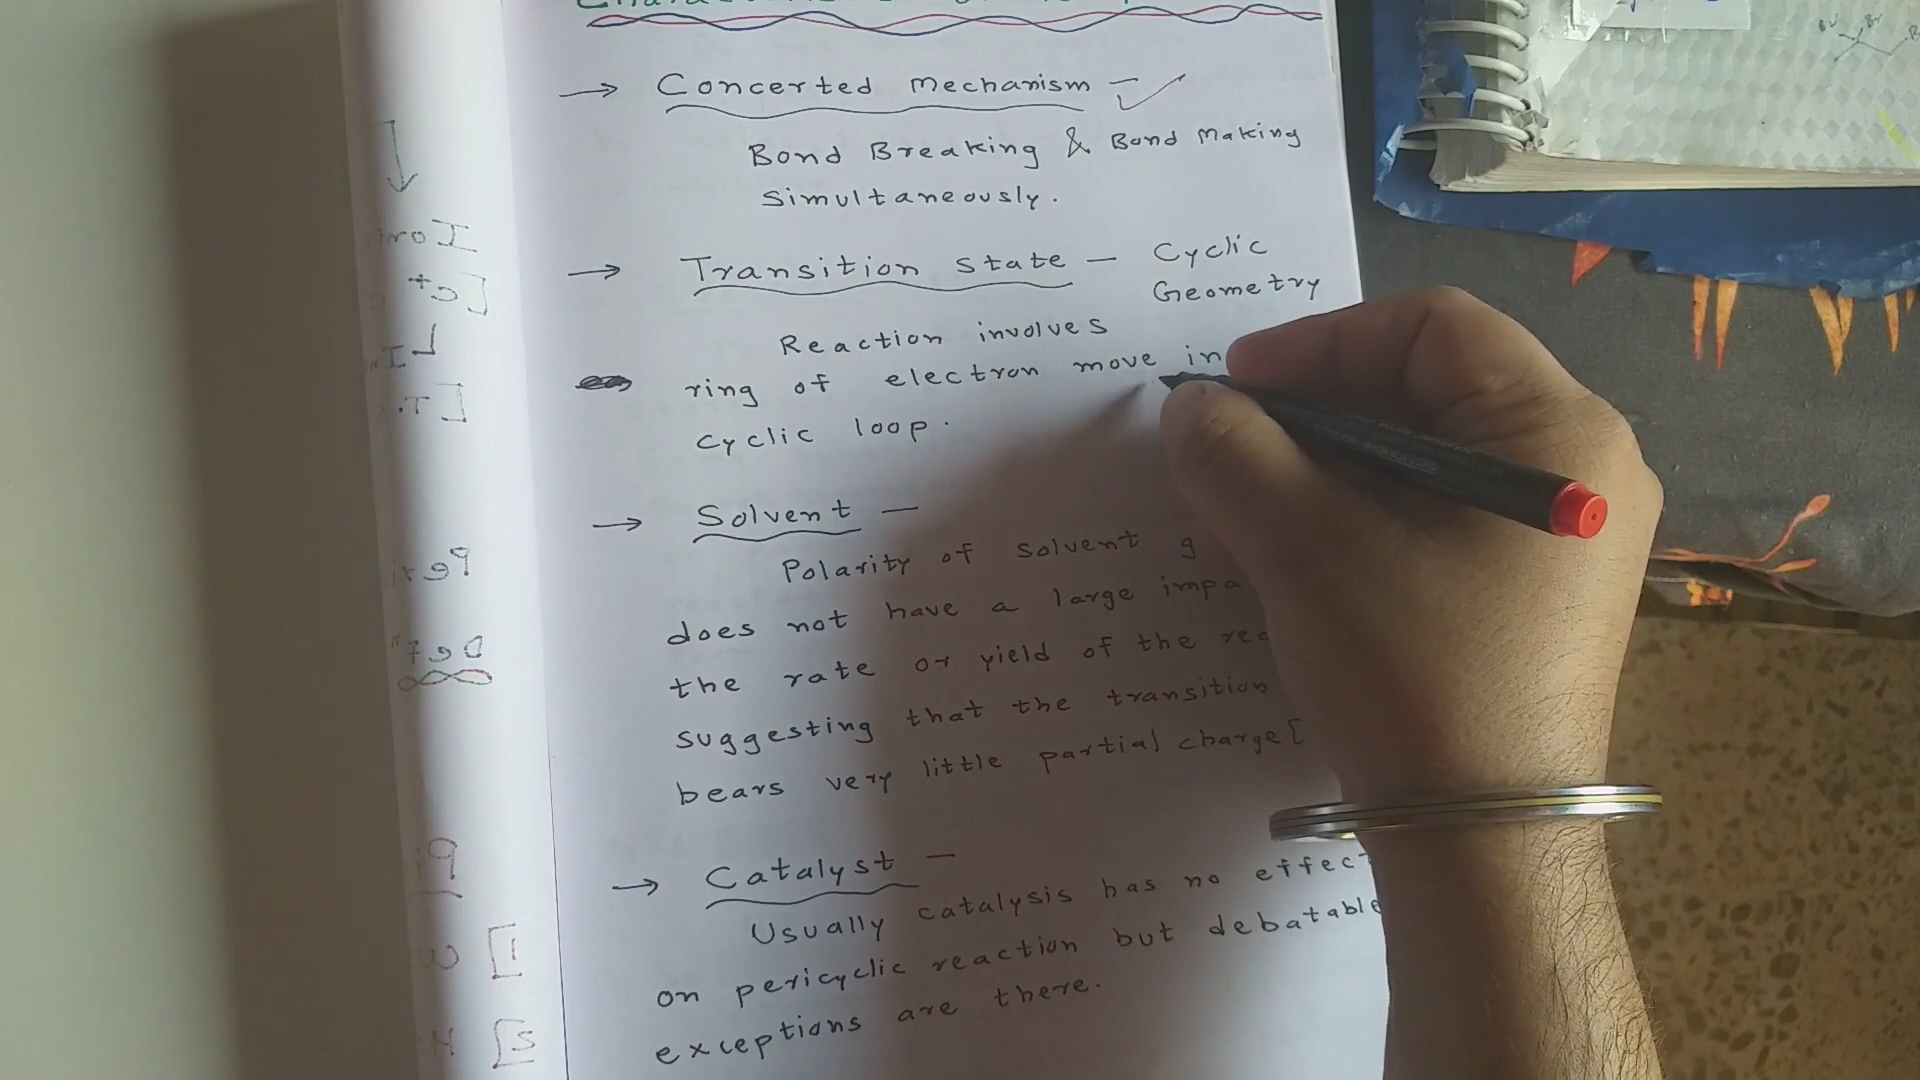 → Concerted Mechanism -
Bond Breaking & Bond Making
Simultaneously.
→ Transition state - Cyclic
Geometry
Reaction involves
ring of electron move in
cyclic loop.
→ Solvent -
Polarity of solvent
does not have a large
the rate or yield of the
suggesting that the transition
bears very little partial charge [
→ Catalyst -
Usually catalysis has no effect
on pericyclic reaction but debatable
exceptions are there.